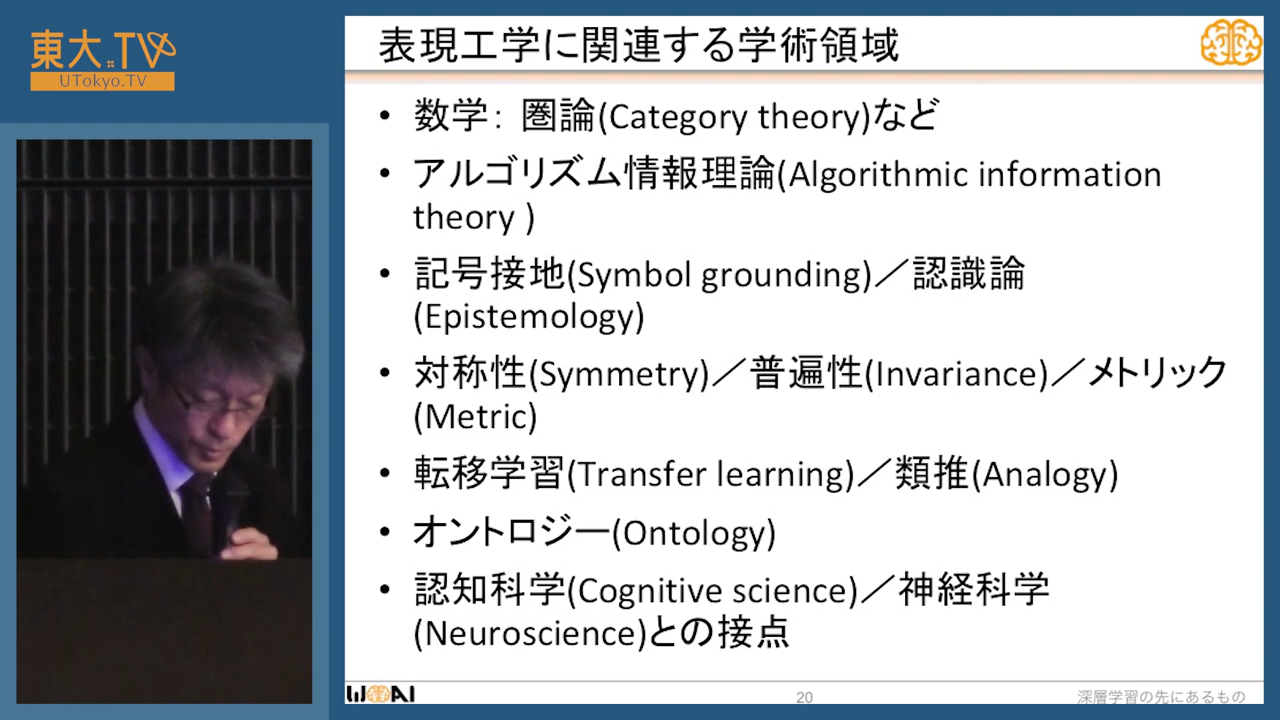 東大.TV
UTokyo.TV
表現工学に関連する学術領域
• 数学: 圏論(Category theory)など
• アルゴリズム情報理論(Algorithmic information
theory )
• 記号接地(Symbol grounding)／認識論
(Epistemology)
• 対称性(Symmetry)／普遍性(Invariance)／メトリック
(Metric)
• 転移学習(Transfer learning)／類推(Analogy)
• オントロジー(Ontology)
• 認知科学(Cognitive science)／神経科学
(Neuroscience)との接点
WBAI
20
深層学習の先にあるもの